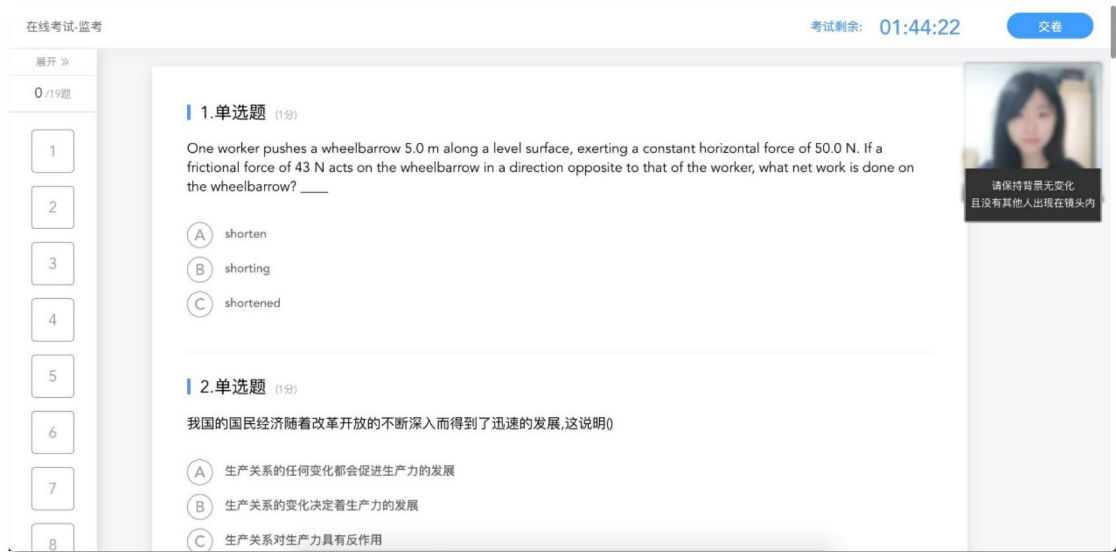 在线考试-监考
考试剩余: 01:44:22
交卷
展开 》
0 /19题
1
2
3
4
5
6
7
8
请保持背景无变化
且没有其他人出现在镜头内
1.单选题 (1分)
One worker pushes a wheelbarrow 5.0 m along a level surface, exerting a constant horizontal force of 50.0 N. If a
frictional force of 43 N acts on the wheelbarrow in a direction opposite to that of the worker, what net work is done on
the wheelbarrow? ____
A shorten
B shorting
C shortened
2.单选题 (1分)
我国的国民经济随着改革开放的不断深入而得到了迅速的发展,这说明()
A 生产关系的任何变化都会促进生产力的发展
B 生产关系的变化决定着生产力的发展
C 生产关系对生产力具有反作用